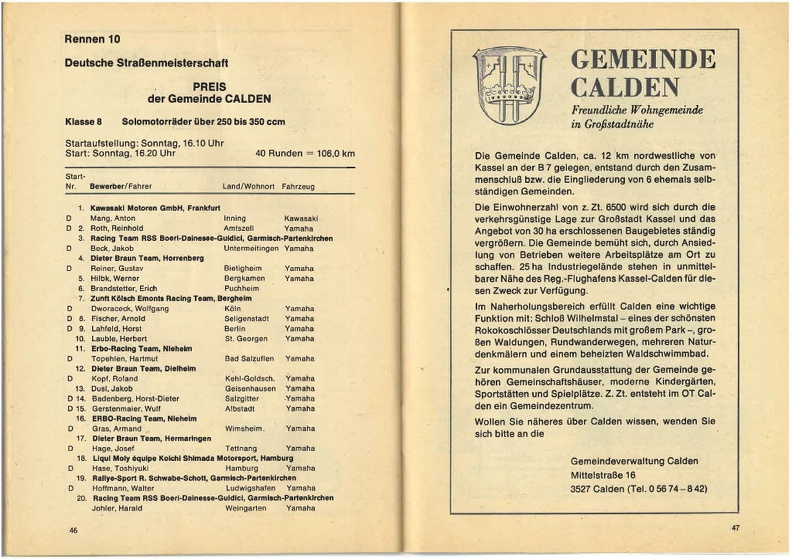 Rennen 10
Deutsche Straßenmeisterschaft
PREIS
der Gemeinde CALDEN
Klasse 8 Solomotorräder über 250 bis 350 ccm
Startaufstellung: Sonntag, 16.10 Uhr
Start: Sonntag, 16.20 Uhr 40 Runden = 106,0 km
Start-
Nr. Bewerber/Fahrer Land/Wohnort Fahrzeug
1. Kawasaki Motoren GmbH, Frankfurt
D Mang, Anton Inning Kawasaki
D 2. Roth, Reinhold Amtszell Yamaha
3. Racing Team RSS Boeri-Dainesse-Guidici, Garmisch-Partenkirchen
D Beck, Jakob Untermeitingen Yamaha
4. Dieter Braun Team, Horrenberg
D Reiner, Gustav Bietigheim Yamaha
5. Hilbk, Werner Bergkamen Yamaha
6. Brandstetter, Erich Puchheim
7. Zunft Kölsch Emonts Racing Team, Bergheim
D Dworaceck, Wolfgang Köln Yamaha
D 8. Fischer, Arnold Seligenstadt Yamaha
D 9. Lahfeld, Horst Berlin Yamaha
10. Lauble, Herbert St. Georgen Yamaha
11. Erbo-Racing Team, Nieheim
D Topehlen, Hartmut Bad Salzuflen Yamaha
12. Dieter Braun Team, Dielheim
D Kopf, Roland Kehl-Goldsch. Yamaha
13. Dusl, Jakob Geisenhausen Yamaha
D 14. Badenberg, Horst-Dieter Salzgitter Yamaha
D 15. Gerstenmaier, Wulf Albstadt Yamaha
16. ERBO-Racing Team, Nieheim
D Gras, Armand Wimsheim Yamaha
17. Dieter Braun Team, Hermaringen
D Hage, Josef Tettnang Yamaha
18. Liqui Moly équipe Koichi Shimada Motorsport, Hamburg
D Hase, Toshiyuki Hamburg Yamaha
19. Rallye-Sport R. Schwabe-Schott, Garmisch-Partenkirchen
D Hoffmann, Walter Ludwigshafen Yamaha
20. Racing Team RSS Boeri-Dainesse-Guidici, Garmisch-Partenkirchen
Johler, Harald Weingarten Yamaha
46
GEMEINDE
CALDEN
Freundliche Wohngemeinde
in Großstadtnähe
Die Gemeinde Calden, ca. 12 km nordwestliche von
Kassel an der B 7 gelegen, entstand durch den Zusam-
menschluß bzw. die Eingliederung von 6 ehemals selb-
ständigen Gemeinden.
Die Einwohnerzahl von z. Zt. 6500 wird sich durch die
verkehrsgünstige Lage zur Großstadt Kassel und das
Angebot von 30 ha erschlossenen Baugebietes ständig
vergrößern. Die Gemeinde bemüht sich, durch Ansied-
lung von Betrieben weitere Arbeitsplätze am Ort zu
schaffen. 25 ha Industriegelände stehen in unmittel-
barer Nähe des Reg.-Flughafens Kassel-Calden für die-
sen Zweck zur Verfügung.
Im Naherholungsbereich erfüllt Calden eine wichtige
Funktion mit: Schloß Wilhelmstal – eines der schönsten
Rokokoschlösser Deutschlands mit großem Park –, gro-
ßen Waldungen, Rundwanderwegen, mehreren Natur-
denkmälern und einem beheizten Waldschwimmbad.
Zur kommunalen Grundausstattung der Gemeinde ge-
hören Gemeinschaftshäuser, moderne Kindergärten,
Sportstätten und Spielplätze. Z. Zt. entsteht im OT Cal-
den ein Gemeindezentrum.
Wollen Sie näheres über Calden wissen, wenden Sie
sich bitte an die
Gemeindeverwaltung Calden
Mittelstraße 16
3527 Calden (Tel. 0 56 74 – 8 42)
47